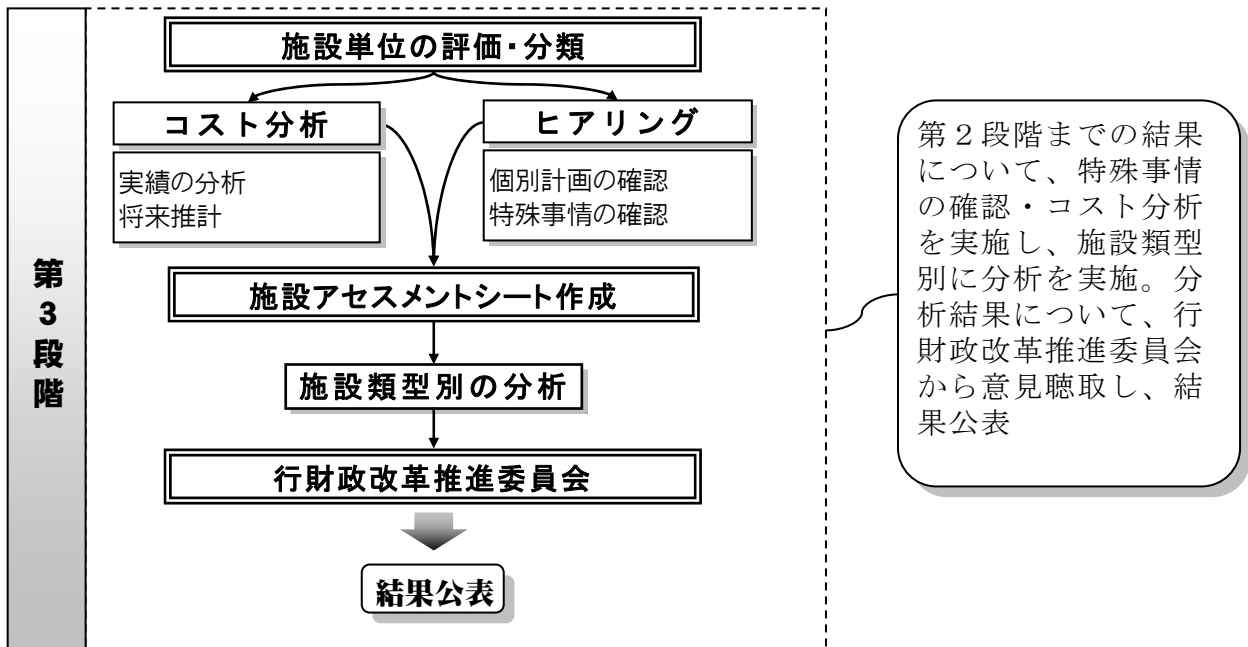 第３段階
施設単位の評価・分類
コスト分析
ヒアリング
実績の分析
将来推計
個別計画の確認
特殊事情の確認
施設アセスメントシート作成
施設類型別の分析
行財政改革推進委員会
結果公表
第２段階までの結果
について、特殊事情
の確認・コスト分析
を実施し、施設類型
別に分析を実施。分
析結果について、行
財政改革推進委員会
から意見聴取し、結
果公表